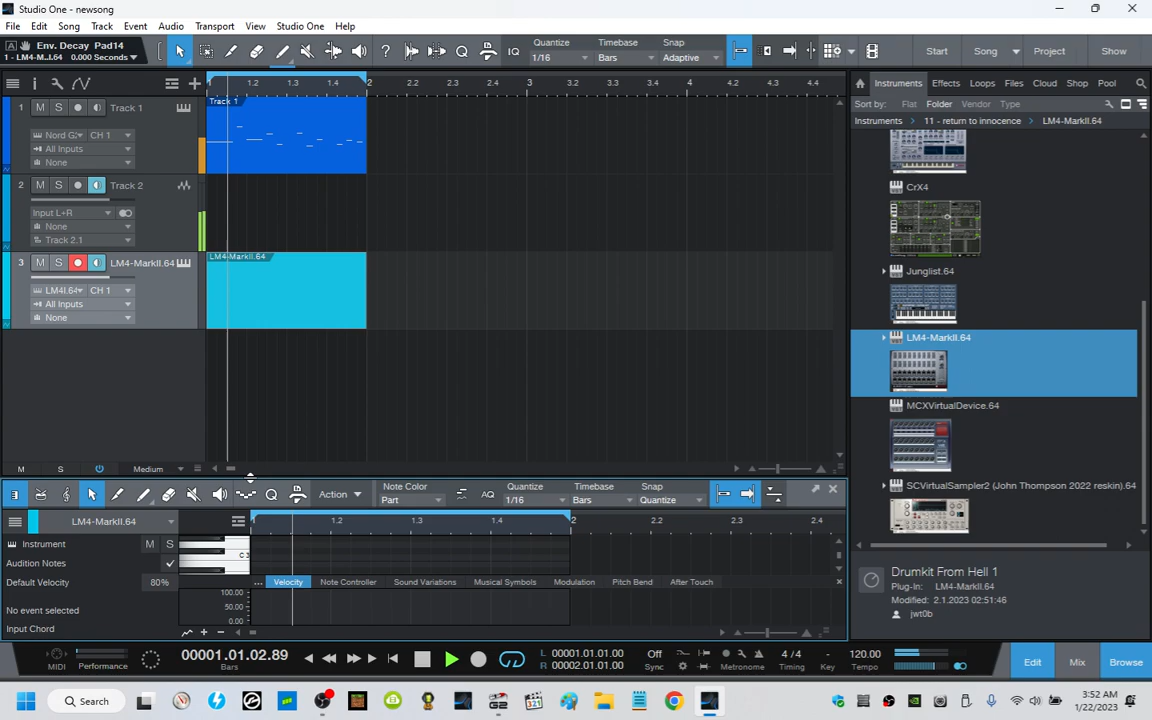 Studio One - newsong
File Edit Song Track Event Audio Transport View Studio One Help
Env. Decay Pad14
1 - LM4-M...I.64 0.000 Seconds
IQ
Quantize
1/16
Timebase
Bars
Snap
Adaptive
Start Song Project Show
1.2 1.3 1.4 2 2.2 2.3 2.4 3 3.2 3.3 3.4 4 4.2 4.3 4.4
Instruments Effects Loops Files Cloud Shop Pool
Sort by: Flat Folder Vendor Type
Instruments 11 - return to innocence LM4-MarkII.64
1 M S Track 1
CH 1
All Inputs
None
Track 1
2 M S Track 2
Input L+R
None
Track 2.1
3 M S LM4-MarkII.64
LM4I.64 CH 1
All Inputs
None
LM4-MarkII.64
CrX4
Junglist.64
LM4-MarkII.64
MCXVirtualDevice.64
SCVirtualSampler2 (John Thompson 2022 reskin).64
Drumkit From Hell 1
Plug-In: LM4-MarkII.64
Modified: 2.1.2023 02:51:46
jwt0b
M S Medium
Action
Note Color
Part
AQ
Quantize
1/16
Timebase
Bars
Snap
Quantize
LM4-MarkII.64
1.2 1.3 1.4 2 2.2 2.3 2.4
Instrument M S
C 3
Audition Notes
Default Velocity 80%
No event selected
Input Chord
... Velocity Note Controller Sound Variations Musical Symbols Modulation Pitch Bend After Touch
100.00
50.00
0.00
MIDI Performance
00001.01.02.89
Bars
L 00001.01.01.00
R 00002.01.01.00
Off
Sync
Metronome
4 / 4
Timing
-
Key
120.00
Tempo
Edit Mix Browse
Search
3:52 AM
1/22/2023